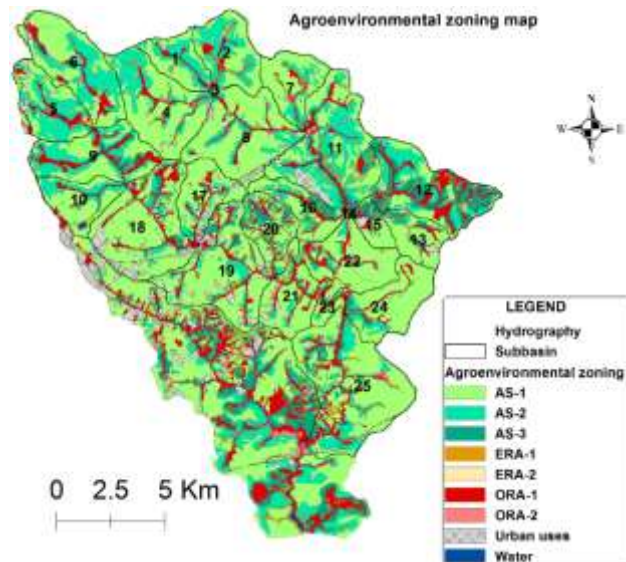 Agroenvironmental zoning map
N
W E
S
6
1
2
3
7
5
4
8
11
9
12
10
17
16
14
15
18
20
13
19
22
21
23
24
25
0 2.5 5 Km
LEGEND
Hydrography
Subbasin
Agroenvironmental zoning
AS-1
AS-2
AS-3
ERA-1
ERA-2
ORA-1
ORA-2
Urban uses
Water